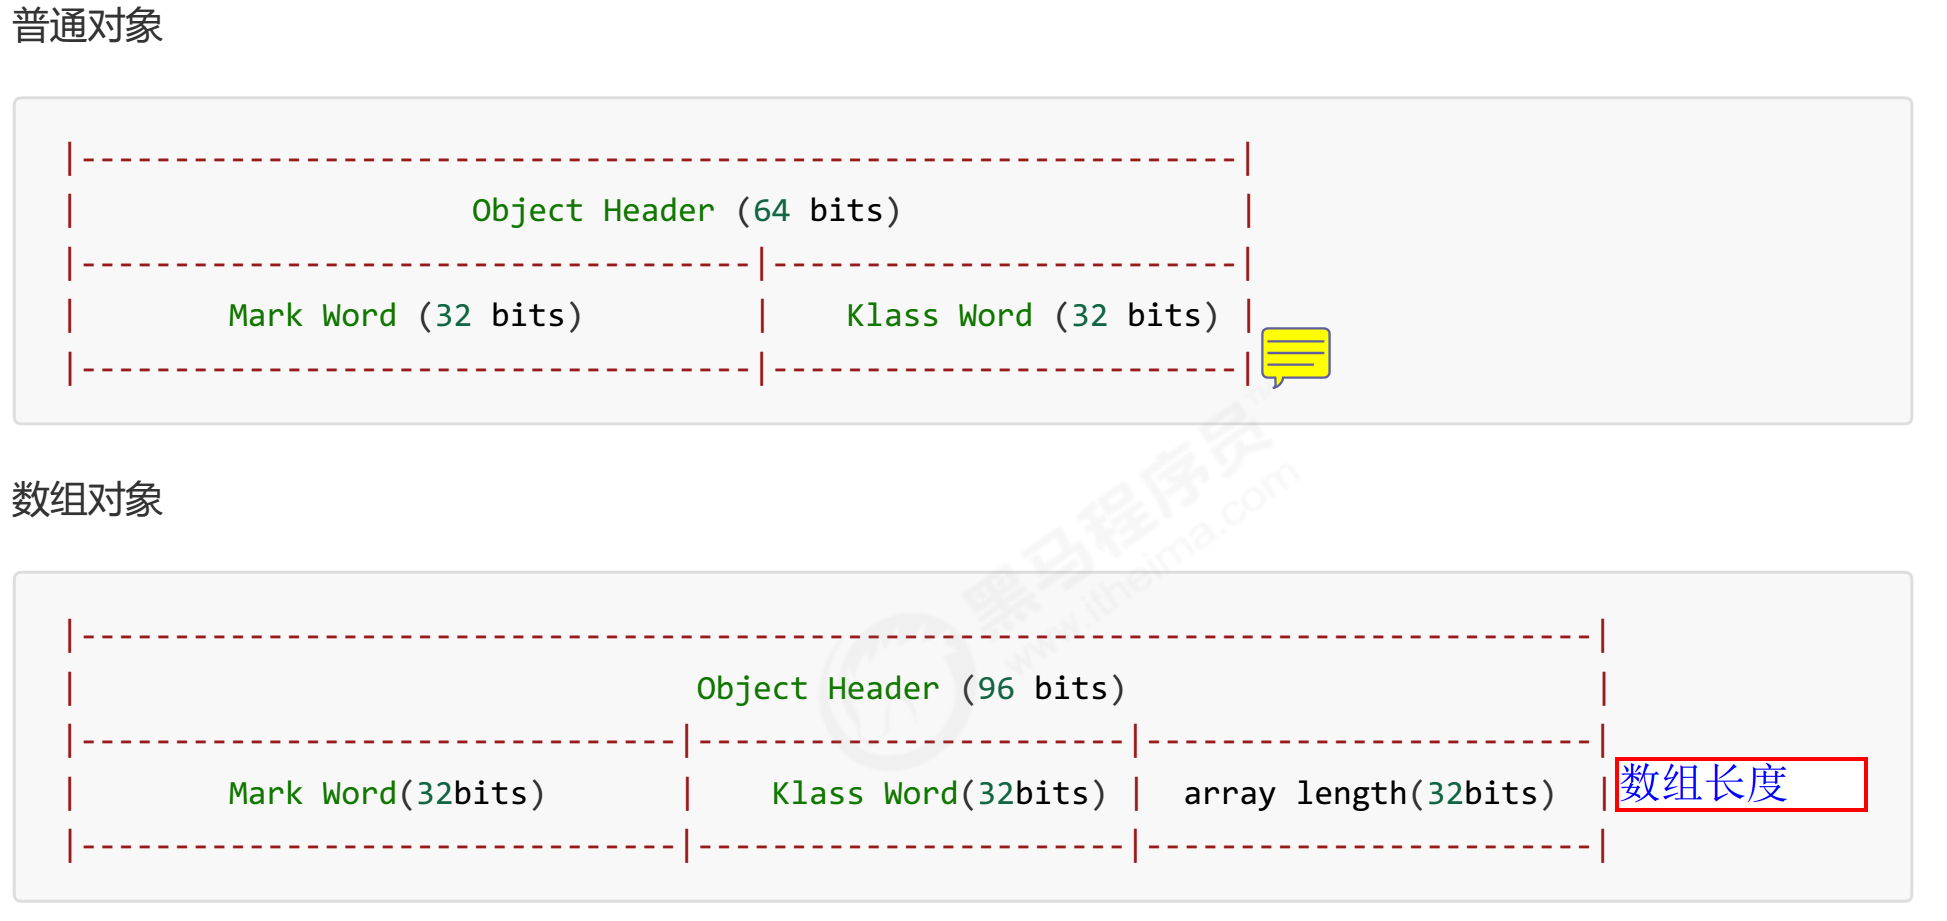 普通对象
|--------------------------------------------------------------|
| Object Header (64 bits) |
|------------------------------------|-------------------------|
| Mark Word (32 bits) | Klass Word (32 bits) |
|------------------------------------|-------------------------|
数组对象
|---------------------------------------------------------------------------------|
| Object Header (96 bits) |
|--------------------------------|-----------------------|------------------------|
| Mark Word(32bits) | Klass Word(32bits) | array length(32bits) | 数组长度
|--------------------------------|-----------------------|------------------------|
黑马程序员™
www.itheima.com